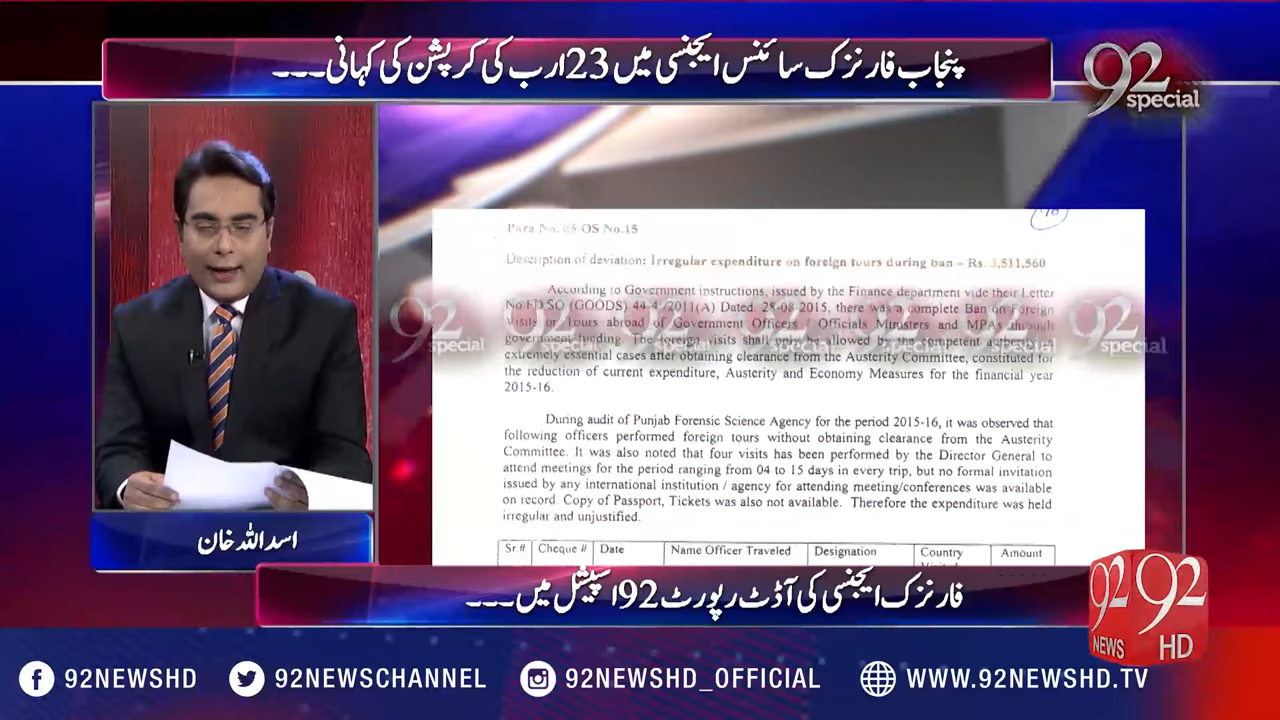 پنجاب فارنزک سائنس ایجنسی میں 23 ارب کی کرپشن کی کہانی ۔۔۔
92
special
Para No. 05 OS No.15
Description of deviation: Irregular expenditure on foreign tours during ban – Rs. 3,511,560
According to Government instructions, issued by the Finance department vide their Letter
No.FD SO (GOODS) 44-4/2011(A) Dated. 28-08-2015, there was a complete Ban on Foreign
Visits or Tours abroad Government Officers Officials Ministers and MPAs through
government funding. The foreign visits shall only allowed by the competent authority in
extremely essential cases after obtaining clearance from the Austerity Committee, constituted for
the reduction of current expenditure, Austerity and Economy Measures for the financial year
2015-16.
During audit of Punjab Forensic Science Agency for the period 2015-16, it was observed that
following officers performed foreign tours without obtaining clearance from the Austerity
Committee. It was also noted that four visits has been performed by the Director General to
attend meetings for the period ranging from 04 to 15 days in every trip, but no formal invitation
issued by any international institution / agency for attending meeting/conferences was available
on record. Copy of Passport, Tickets was also not available. Therefore the expenditure was held
irregular and unjustified.
Sr.# Cheque # Date Name Officer Traveled Designation Country Amount
اسد اللہ خان
فارنزک ایجنسی کی آڈٹ رپورٹ 92 اسپیشل میں ۔۔۔
92 92
NEWS HD
92NEWSHD 92NEWSCHANNEL 92NEWSHD_OFFICIAL WWW.92NEWSHD.TV